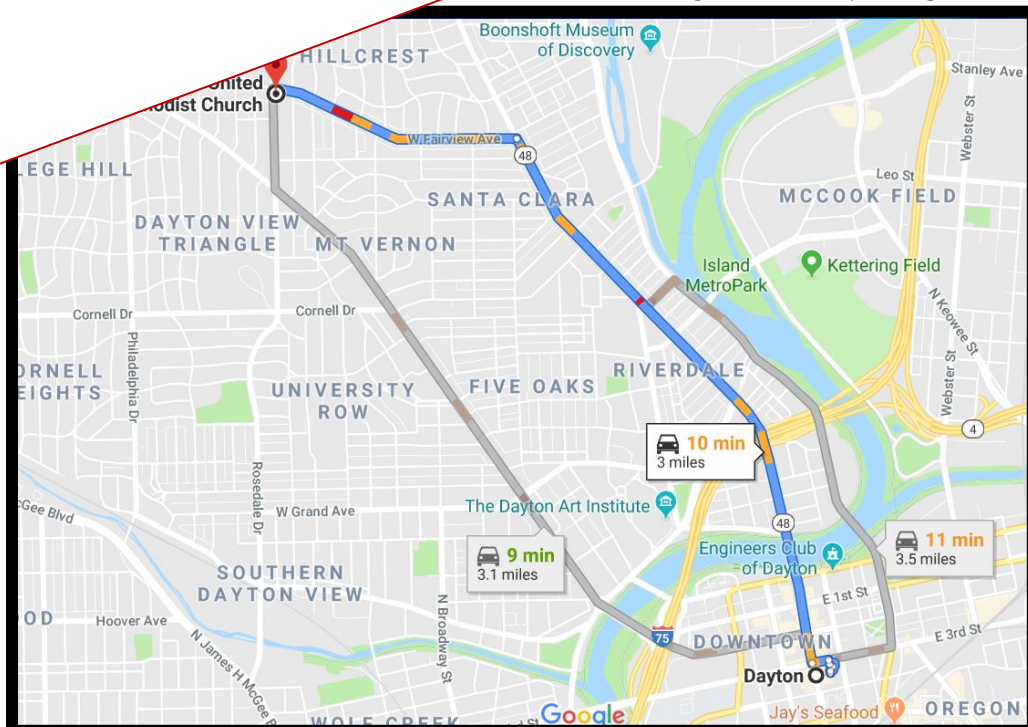 Boonshoft Museum
of Discovery
HILLCREST
Stanley Ave
United
odist Church
Webster St
W Fairview Ave
48
LEGE HILL
Leo St
SANTA CLARA
MCCOOK FIELD
DAYTON VIEW
TRIANGLE
MT VERNON
Island
MetroPark
Kettering Field
N Keowee St
Cornell Dr
Cornell Dr
Philadelphia Dr
ORNELL
EIGHTS
RIVERDALE
UNIVERSITY
ROW
FIVE OAKS
Webster St
4
10 min
3 miles
Rosedale Dr
The Dayton Art Institute
cGee Blvd
W Grand Ave
48
9 min
3.1 miles
Engineers Club
of Dayton
11 min
3.5 miles
SOUTHERN
DAYTON VIEW
N Broadway St
E 1st St
OOD
Hoover Ave
75
DOWNTOWN
E 3rd St
N James H McGee B
Dayton
Google
Jay's Seafood
OREGON
WOLF CREEK